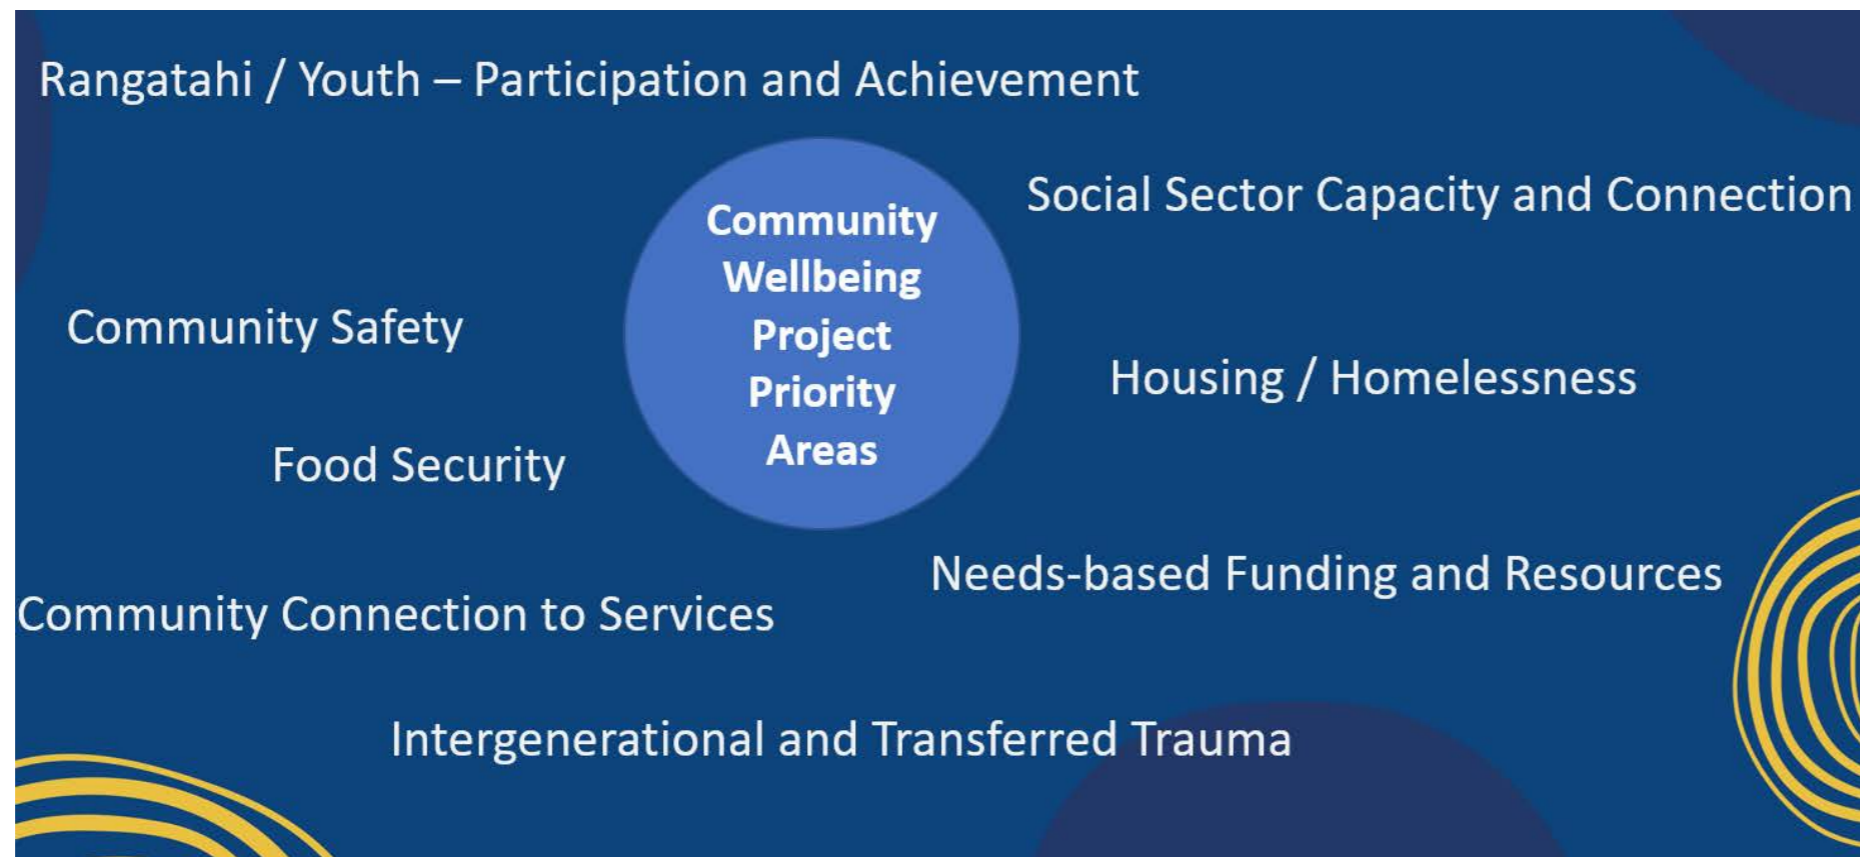 Rangatahi / Youth – Participation and Achievement
Social Sector Capacity and Connection
Community
Wellbeing
Project
Priority
Areas
Community Safety
Housing / Homelessness
Food Security
Needs-based Funding and Resources
Community Connection to Services
Intergenerational and Transferred Trauma